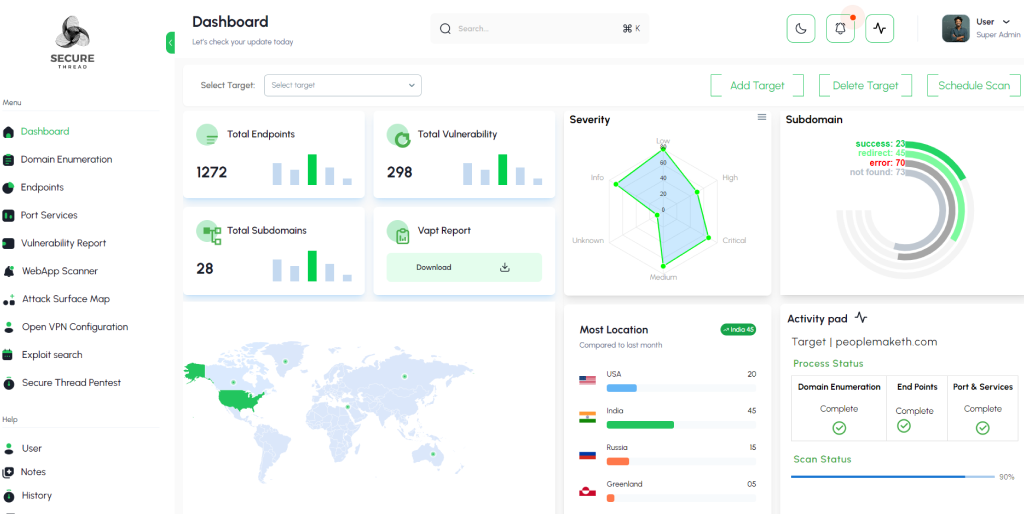 SECURE
THREAD
Dashboard
Let's check your update today
Search...
⌘ K
User
Super Admin
Menu
Dashboard
Domain Enumeration
Endpoints
Port Services
Vulnerability Report
WebApp Scanner
Attack Surface Map
Open VPN Configuration
Exploit search
Secure Thread Pentest
Help
User
Notes
History
Select Target:
Select target
Add Target
Delete Target
Schedule Scan
Total Endpoints
1272
Total Vulnerability
298
Total Subdomains
28
Vapt Report
Download
Severity
Low
80
60
40
20
0
Info
High
Unknown
Critical
Medium
Subdomain
success: 23
redirect: 45
error: 70
not found: 73
Most Location
India 45
Compared to last month
USA 20
India 45
Russia 15
Greenland 05
Activity pad
Target | peoplemaketh.com
Process Status
Domain Enumeration End Points Port & Services
Complete Complete Complete
Scan Status
90%